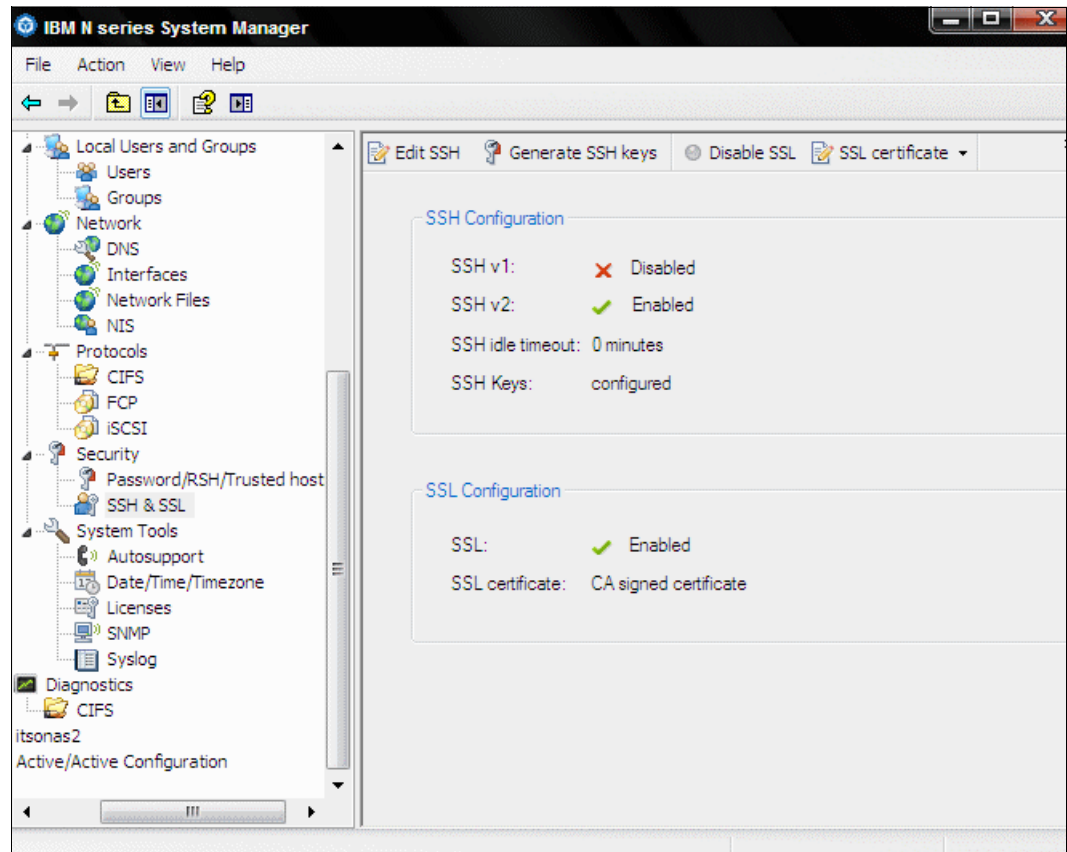 IBM N series System Manager
File Action View Help
Local Users and Groups
Users
Groups
Network
DNS
Interfaces
Network Files
NIS
Protocols
CIFS
FCP
iSCSI
Security
Password/RSH/Trusted host
SSH & SSL
System Tools
Autosupport
Date/Time/Timezone
Licenses
SNMP
Syslog
Diagnostics
CIFS
itsonas2
Active/Active Configuration
Edit SSH Generate SSH keys Disable SSL SSL certificate
SSH Configuration
SSH v1: Disabled
SSH v2: Enabled
SSH idle timeout: 0 minutes
SSH Keys: configured
SSL Configuration
SSL: Enabled
SSL certificate: CA signed certificate